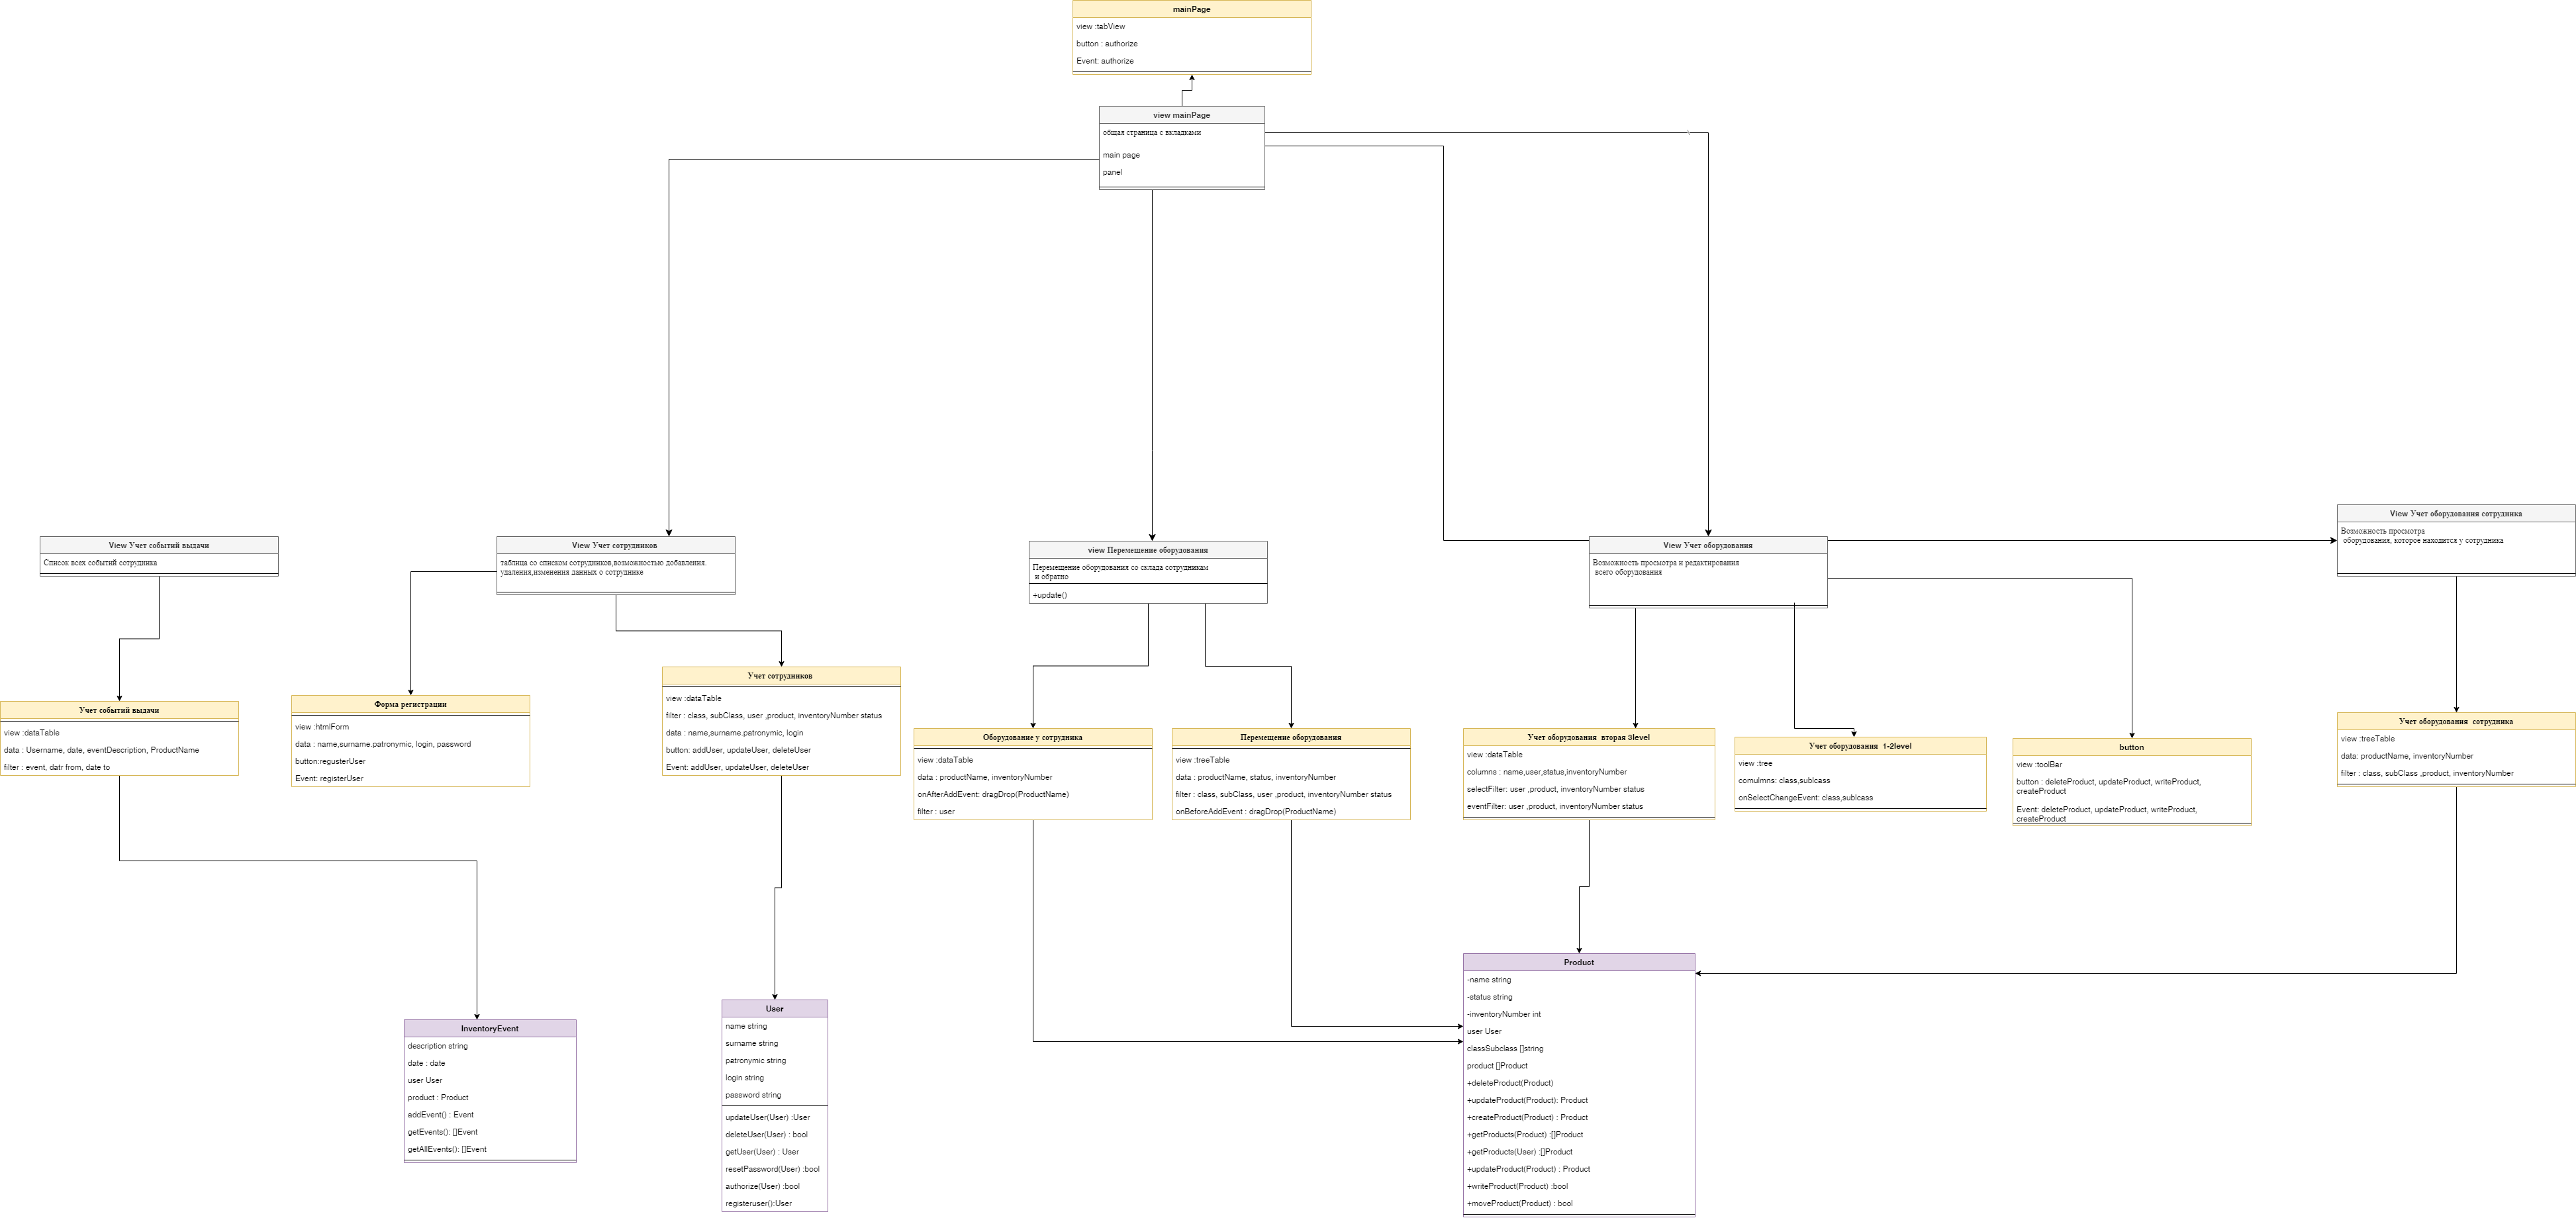 mainPage
view :tabView
button : authorize
Event: authorize
view mainPage
общая страница с вкладками
main page
panel
View Учет событий выдачи
Список всех событий сотрудника
View Учет сотрудников
таблица со списком сотрудников,возможностью добавления.
удаления,изменения данных о сотруднике
view Перемещение оборудования
Перемещение оборудования со склада сотрудникам
и обратно
+update()
View Учет оборудования
Возможность просмотра и редактирования
всего оборудования
View Учет оборудования сотрудника
Возможность просмотра
оборудования, которое находится у сотрудника
Учет событий выдачи
view :dataTable
data : Username, date, eventDescription, ProductName
filter : event, datr from, date to
Форма регистрации
view :htmlForm
data : name,surname.patronymic, login, password
button:regusterUser
Event: registerUser
Учет сотрудников
view :dataTable
filter : class, subClass, user ,product, inventoryNumber status
data : name,surname.patronymic, login
button: addUser, updateUser, deleteUser
Event: addUser, updateUser, deleteUser
Оборудование у сотрудника
view :dataTable
data : productName, inventoryNumber
onAfterAddEvent: dragDrop(ProductName)
filter : user
Перемещение оборудования
view :treeTable
data : productName, status, inventoryNumber
filter : class, subClass, user ,product, inventoryNumber status
onBeforeAddEvent : dragDrop(ProductName)
Учет оборудования вторая 3level
view :dataTable
columns : name,user,status,inventoryNumber
selectFilter: user ,product, inventoryNumber status
eventFilter: user ,product, inventoryNumber status
Учет оборудования 1-2level
view :tree
comulmns: class,sublcass
onSelectChangeEvent: class,sublcass
button
view :toolBar
button : deleteProduct, updateProduct, writeProduct,
createProduct
Event: deleteProduct, updateProduct, writeProduct,
createProduct
Учет оборудования сотрудника
view :treeTable
data: productName, inventoryNumber
filter : class, subClass ,product, inventoryNumber
InventoryEvent
description string
date : date
user User
product : Product
addEvent() : Event
getEvents(): []Event
getAllEvents(): []Event
User
name string
surname string
patronymic string
login string
password string
updateUser(User) :User
deleteUser(User) : bool
getUser(User) : User
resetPassword(User) :bool
authorize(User) :bool
registeruser():User
Product
-name string
-status string
-inventoryNumber int
user User
classSubclass []string
product []Product
+deleteProduct(Product)
+updateProduct(Product): Product
+createProduct(Product) : Product
+getProducts(Product) :[]Product
+getProducts(User) :[]Product
+updateProduct(Product) : Product
+writeProduct(Product) :bool
+moveProduct(Product) : bool